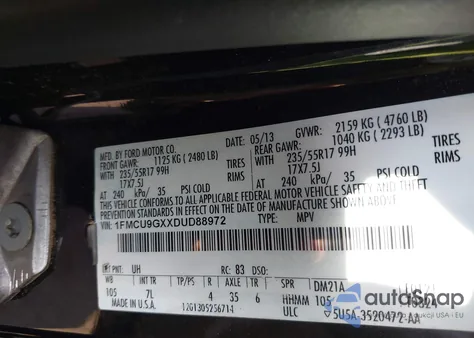 MFD. BY FORD MOTOR CO.
05/13 GVWR: 2159 KG (4760 LB)
FRONT GAWR: 1125 KG (2480 LB) REAR GAWR: 1040 KG (2293 LB)
WITH 235/55R17 99H TIRES WITH 235/55R17 99H TIRES
17X7.5J RIMS 17X7.5J RIMS
AT 240 kPa/ 35 PSI COLD AT 240 kPa/ 35 PSI COLD
THIS VEHICLE CONFORMS TO ALL APPLICABLE FEDERAL MOTOR VEHICLE SAFETY AND THEFT
PREVENTION STANDARDS IN EFFECT ON THE DATE OF MANUFACTURE SHOWN ABOVE.
VIN: 1FMCU9GXXDUD88972 TYPE: MPV
EXT PNT: UH RC: 83 DSO:
WB INT TR TP/PS R AXLE TR SPR DM21A
105 7L 4 35 6 HHMM 105
MADE IN U.S.A. ULC 5U5A-3520472-AA
12G1305256714
AutoSnap